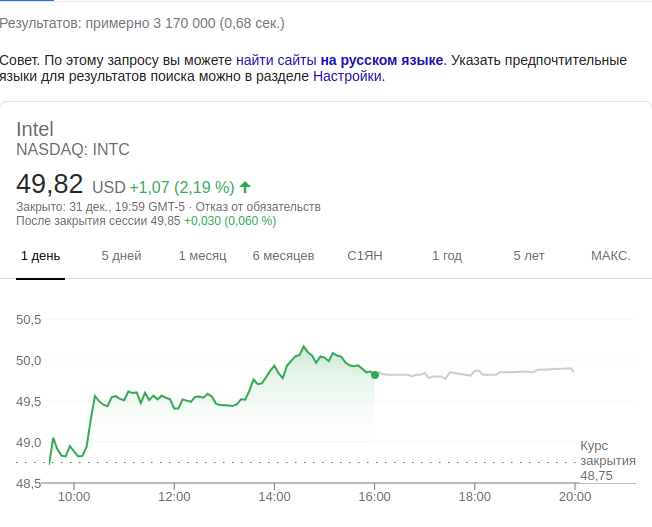 Результатов: примерно 3 170 000 (0,68 сек.)
Совет. По этому запросу вы можете найти сайты на русском языке. Указать предпочтительные
языки для результатов поиска можно в разделе Настройки.
Intel
NASDAQ: INTC
49,82 USD +1,07 (2,19 %)
Закрыто: 31 дек., 19:59 GMT-5 · Отказ от обязательств
После закрытия сессии 49,85 +0,030 (0,060 %)
1 день 5 дней 1 месяц 6 месяцев С1ЯН 1 год 5 лет МАКС.
50,5
50,0
49,5
49,0
Курс
закрытия
48,75
48,5
10:00 12:00 14:00 16:00 18:00 20:00